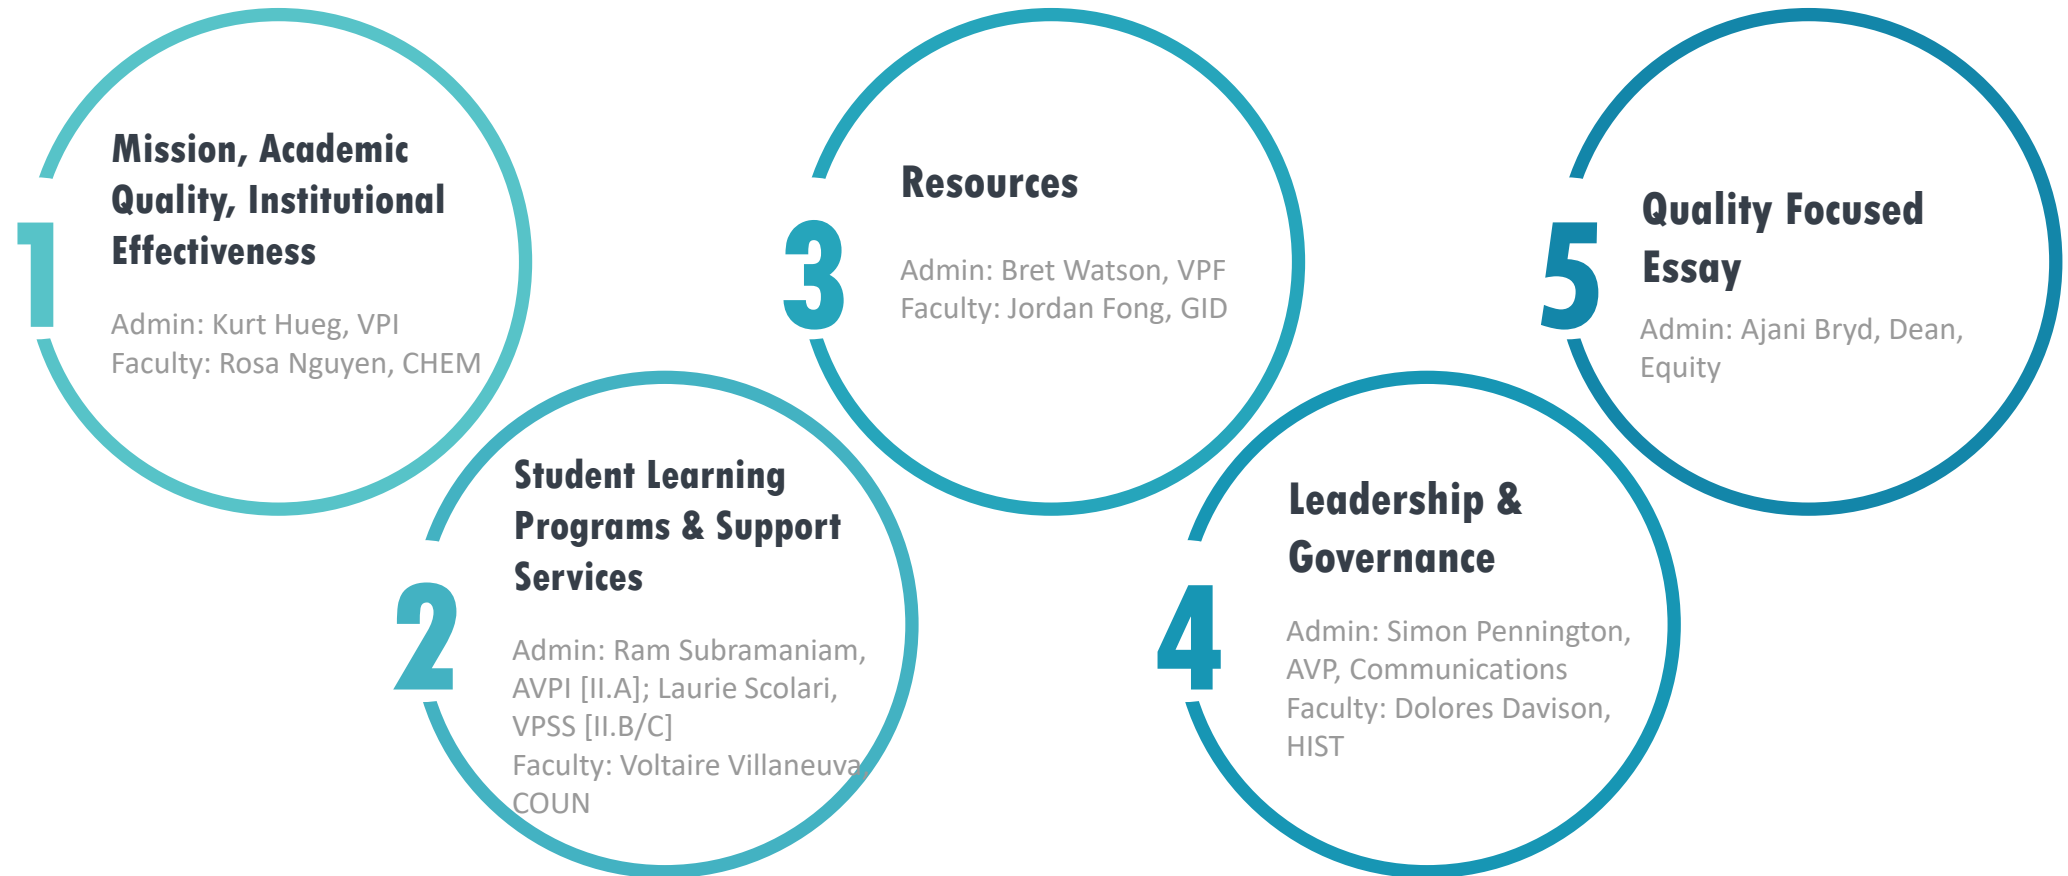 1
Mission, Academic
Quality, Institutional
Effectiveness
Admin: Kurt Hueg, VPI
Faculty: Rosa Nguyen, CHEM
2
Student Learning
Programs & Support
Services
Admin: Ram Subramaniam,
AVPI [II.A]; Laurie Scolari,
VPSS [II.B/C]
Faculty: Voltaire Villaneuva,
COUN
3
Resources
Admin: Bret Watson, VPF
Faculty: Jordan Fong, GID
4
Leadership &
Governance
Admin: Simon Pennington,
AVP, Communications
Faculty: Dolores Davison,
HIST
5
Quality Focused
Essay
Admin: Ajani Bryd, Dean,
Equity